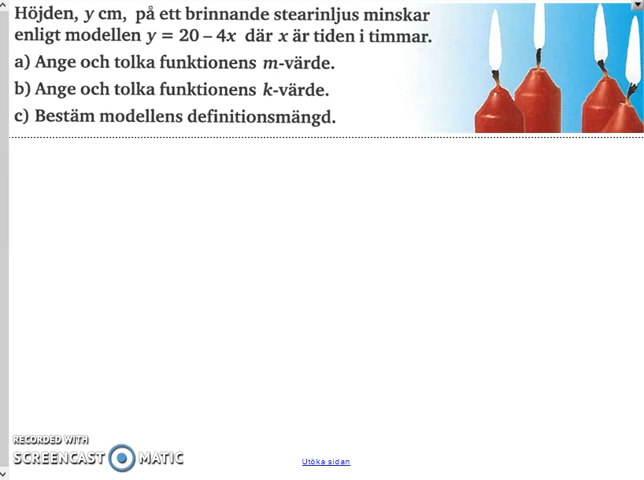 Höjden, y cm, på ett brinnande stearinljus minskar
enligt modellen y = 20 – 4x där x är tiden i timmar.
a) Ange och tolka funktionens m-värde.
b) Ange och tolka funktionens k-värde.
c) Bestäm modellens definitionsmängd.
RECORDED WITH
SCREENCAST MATIC
Utöka sidan